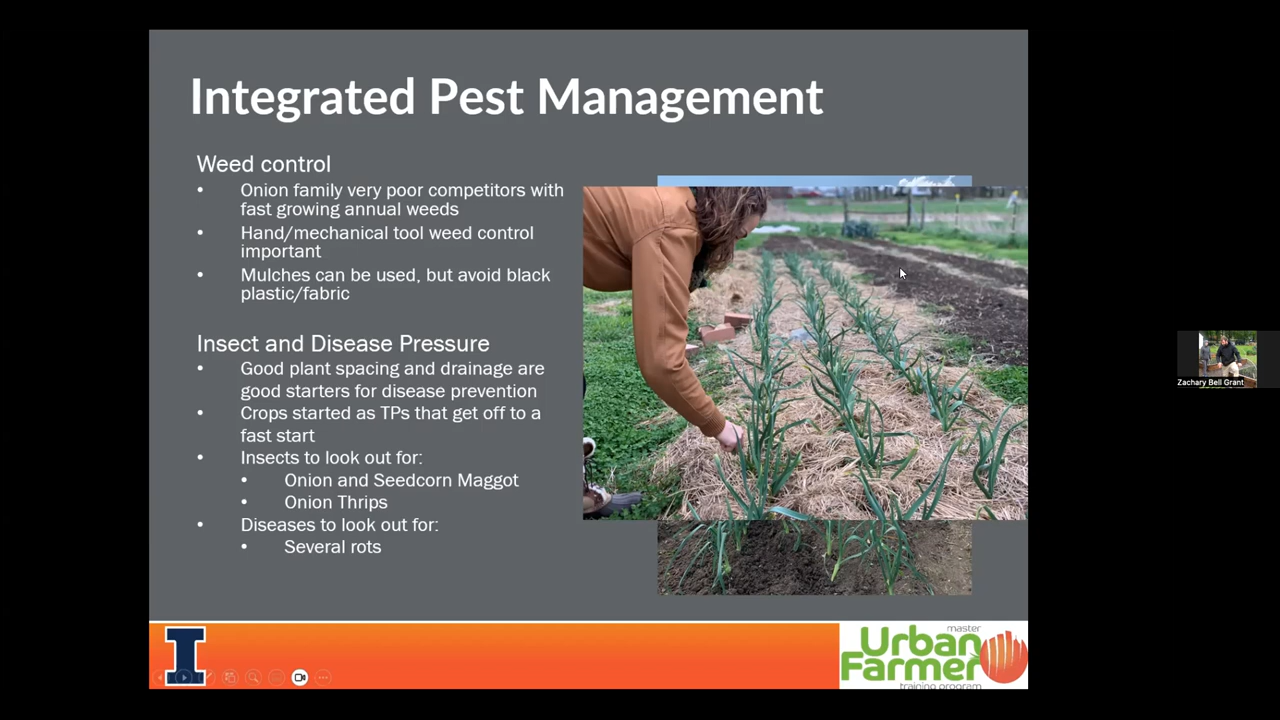 Integrated Pest Management
Weed control
• Onion family very poor competitors with
fast growing annual weeds
• Hand/mechanical tool weed control
important
• Mulches can be used, but avoid black
plastic/fabric
Insect and Disease Pressure
• Good plant spacing and drainage are
good starters for disease prevention
• Crops started as TPs that get off to a
fast start
• Insects to look out for:
• Onion and Seedcorn Maggot
• Onion Thrips
• Diseases to look out for:
• Several rots
Zachary Bell Grant
I
master
Urban
Farmer
training program